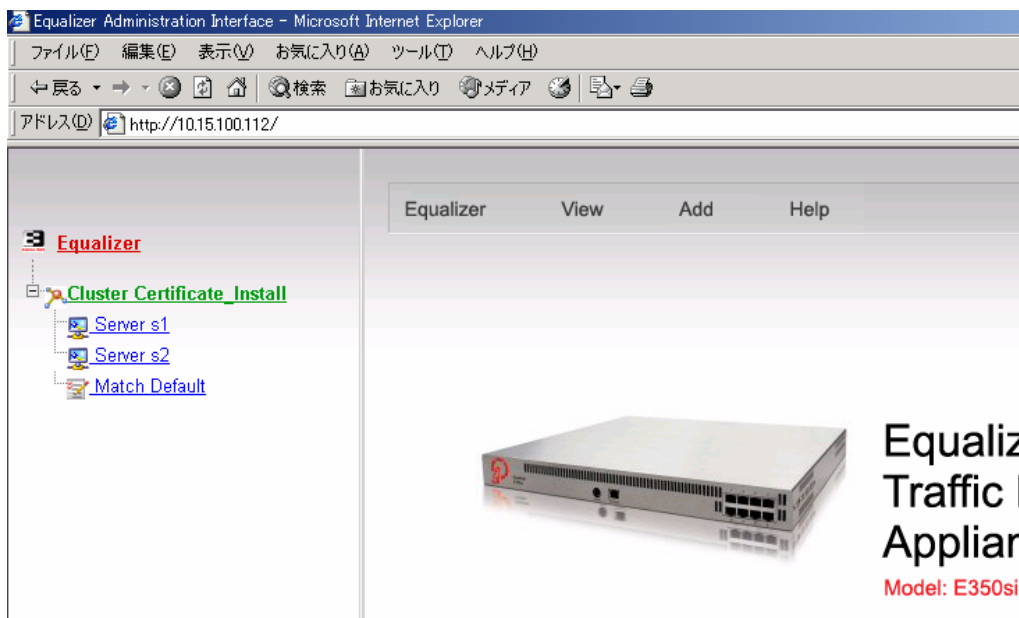 Equalizer Administration Interface - Microsoft Internet Explorer
ファイル(F) 編集(E) 表示(V) お気に入り(A) ツール(T) ヘルプ(H)
戻る 検索 お気に入り メディア
アドレス(D) http://10.15.100.112/
Equalizer View Add Help
Equalizer
Cluster Certificate_Install
Server s1
Server s2
Match Default
Equaliz
Traffic
Applian
Model: E350si